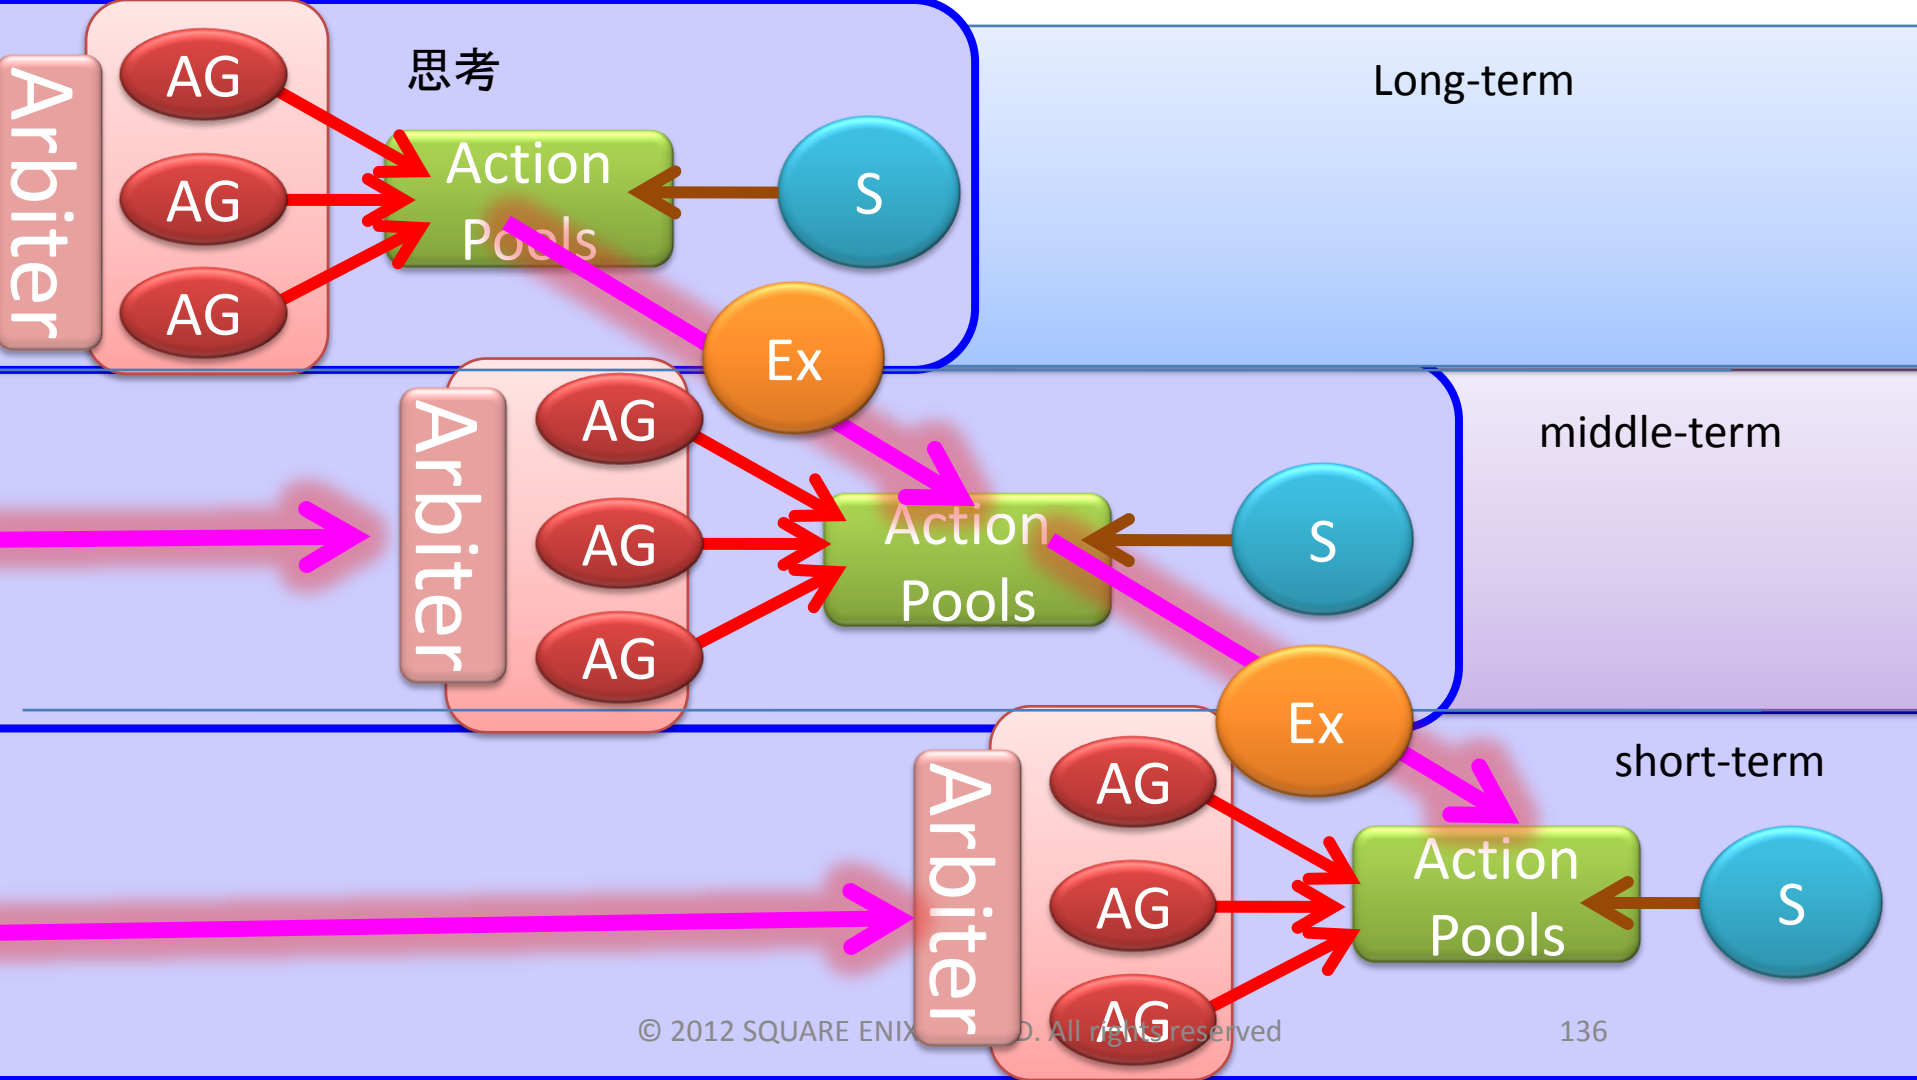 思考
Long-term
Arbiter
AG
AG
AG
Action
Pools
S
Ex
middle-term
Arbiter
AG
AG
AG
Action
Pools
S
Ex
short-term
Arbiter
AG
AG
AG
Action
Pools
S
© 2012 SQUARE ENIX D. All rights reserved
136